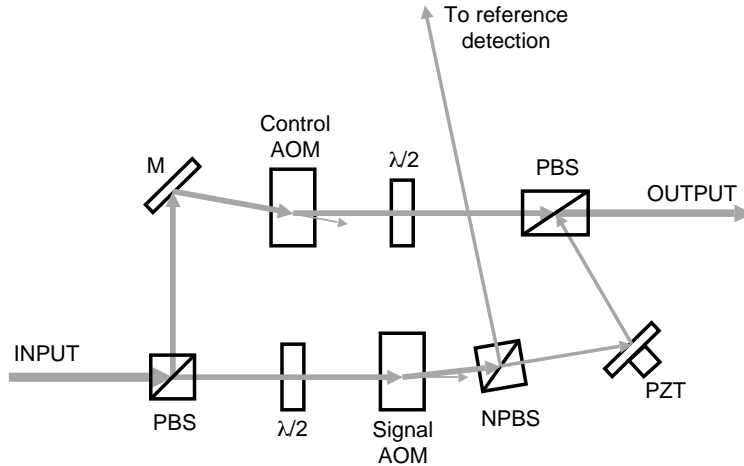 To reference
detection
Control
AOM
M
λ/2
PBS
OUTPUT
INPUT
PBS
λ/2
Signal
AOM
NPBS
PZT